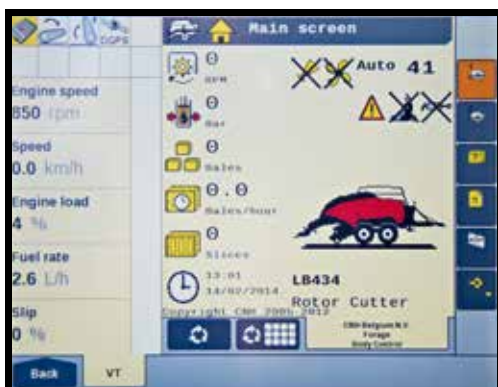 DGPS
Engine speed
850 rpm
Speed
0.0 km/h
Engine load
4 %
Fuel rate
2.6 L/h
Slip
0 %
Back
VT
Main screen
0
RPM
0
Bar
0
Bales
0.0
Bales/hour
0
Slices
13:01
14/02/2014
Copyright CNH 2005-2012
Auto 41
LB434
Rotor Cutter
CNH Belgium N.V.
Forage
Body Control